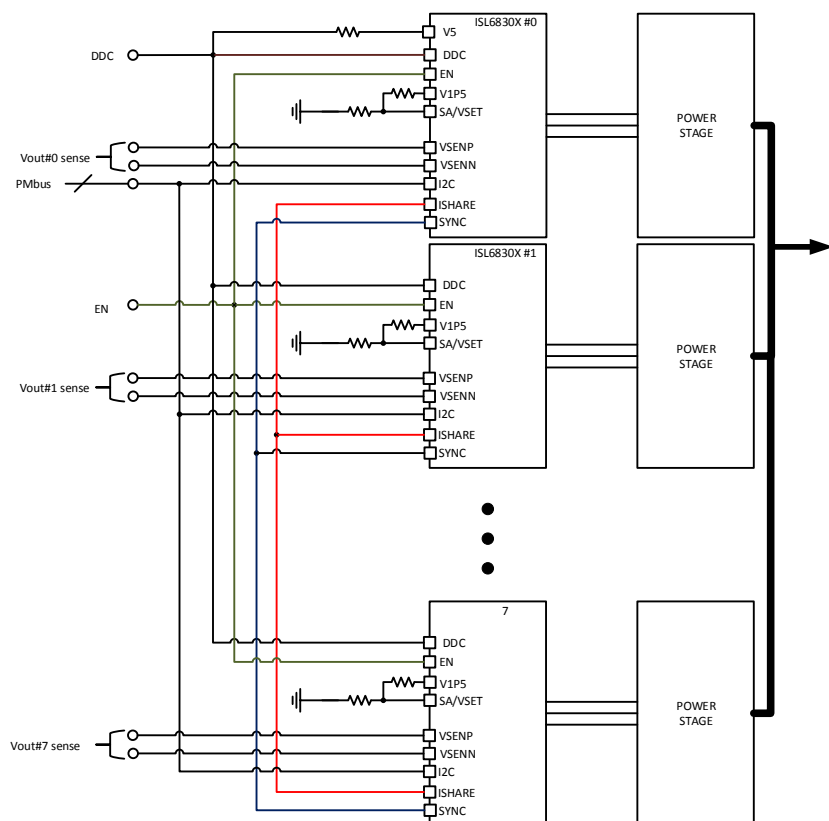 ISL6830X #0
V5
DDC
DDC
EN
V1P5
SA/VSET
POWER
STAGE
Vout#0 sense
VSENP
VSENN
PMbus
I2C
ISHARE
SYNC
ISL6830X #1
DDC
EN
EN
V1P5
SA/VSET
POWER
STAGE
Vout#1 sense
VSENP
VSENN
I2C
ISHARE
SYNC
7
DDC
EN
V1P5
SA/VSET
POWER
STAGE
Vout#7 sense
VSENP
VSENN
I2C
ISHARE
SYNC